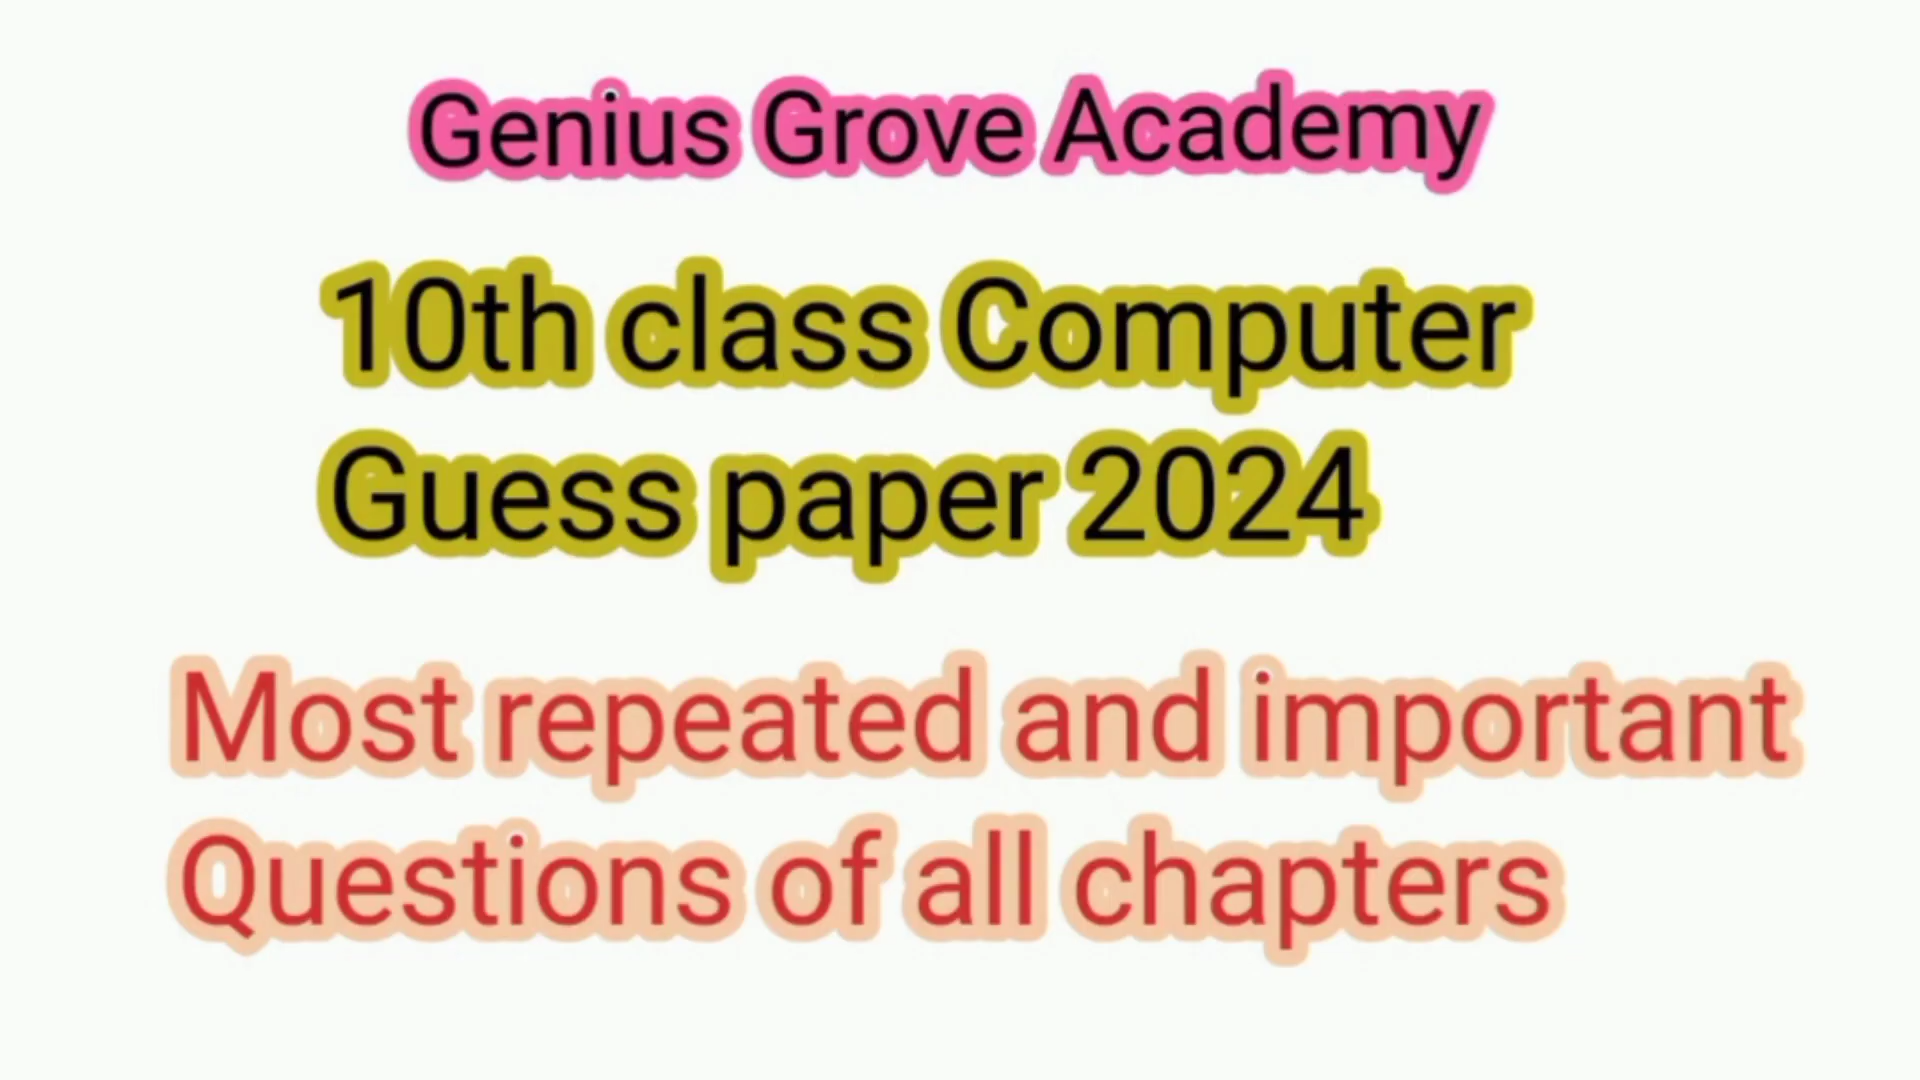 Genius Grove Academy
10th class Computer
Guess paper 2024
Most repeated and important
Questions of all chapters